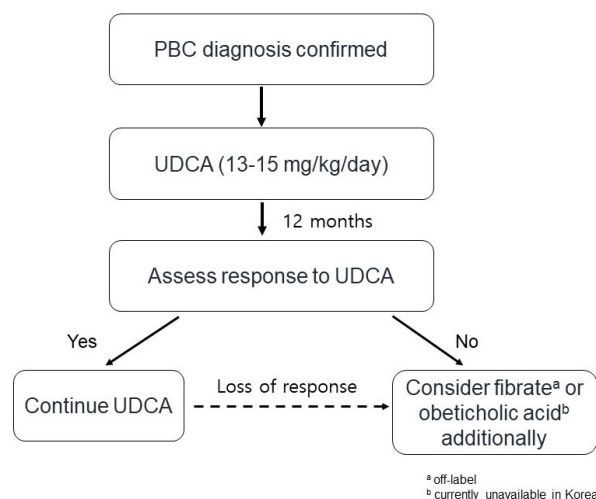 PBC diagnosis confirmed
UDCA (13-15 mg/kg/day)
12 months
Assess response to UDCA
Yes
No
Continue UDCA
Loss of response
Consider fibrateᵃ or
obeticholic acidᵇ
additionally
ᵃ off-label
ᵇ currently unavailable in Korea